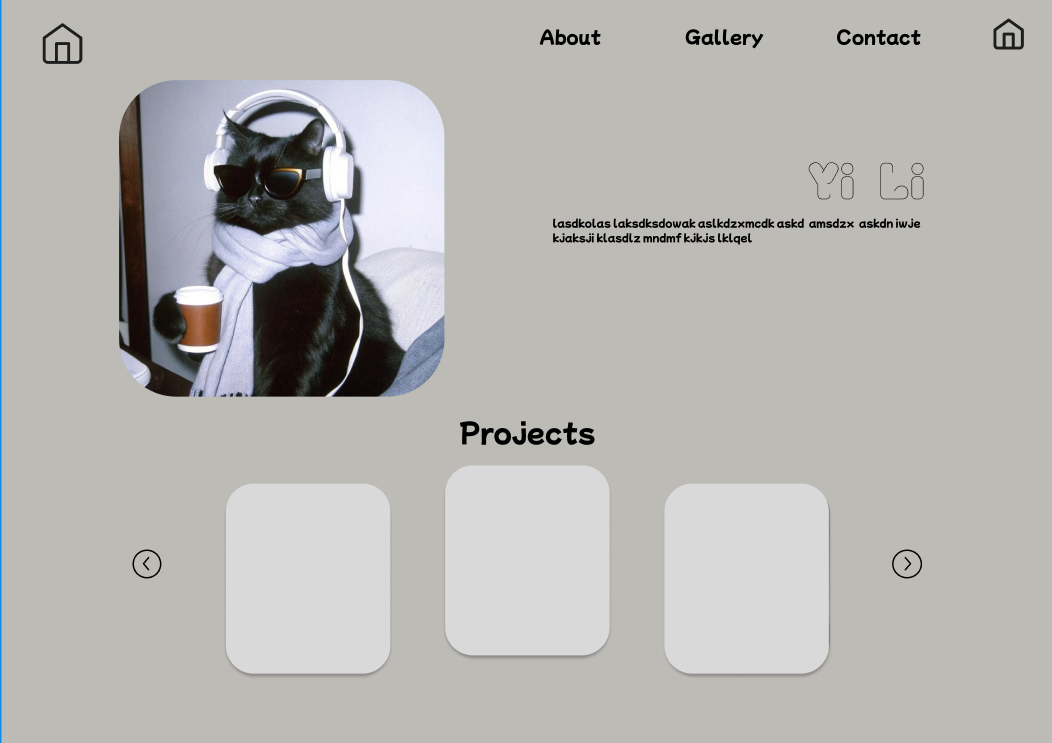 About Gallery Contact
Yi Li
lasdkolas laksdksdowak aslkdzxmcdk askd amsdzx askdn iwje
kjaksji klasdlz mndmf kJkJs lklqel
Projects